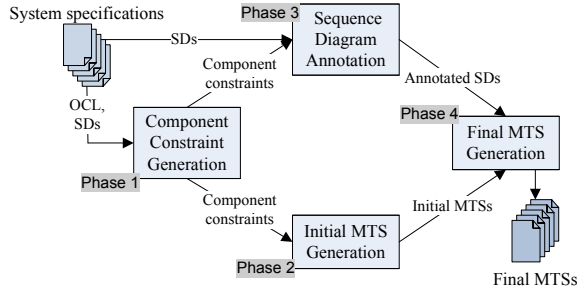 System specifications
Phase 3
Sequence
Diagram
Annotation
SDs
Component
constraints
Annotated SDs
OCL,
SDs
Component
Constraint
Generation
Phase 1
Phase 4
Final MTS
Generation
Component
constraints
Initial MTSs
Initial MTS
Generation
Phase 2
Final MTSs